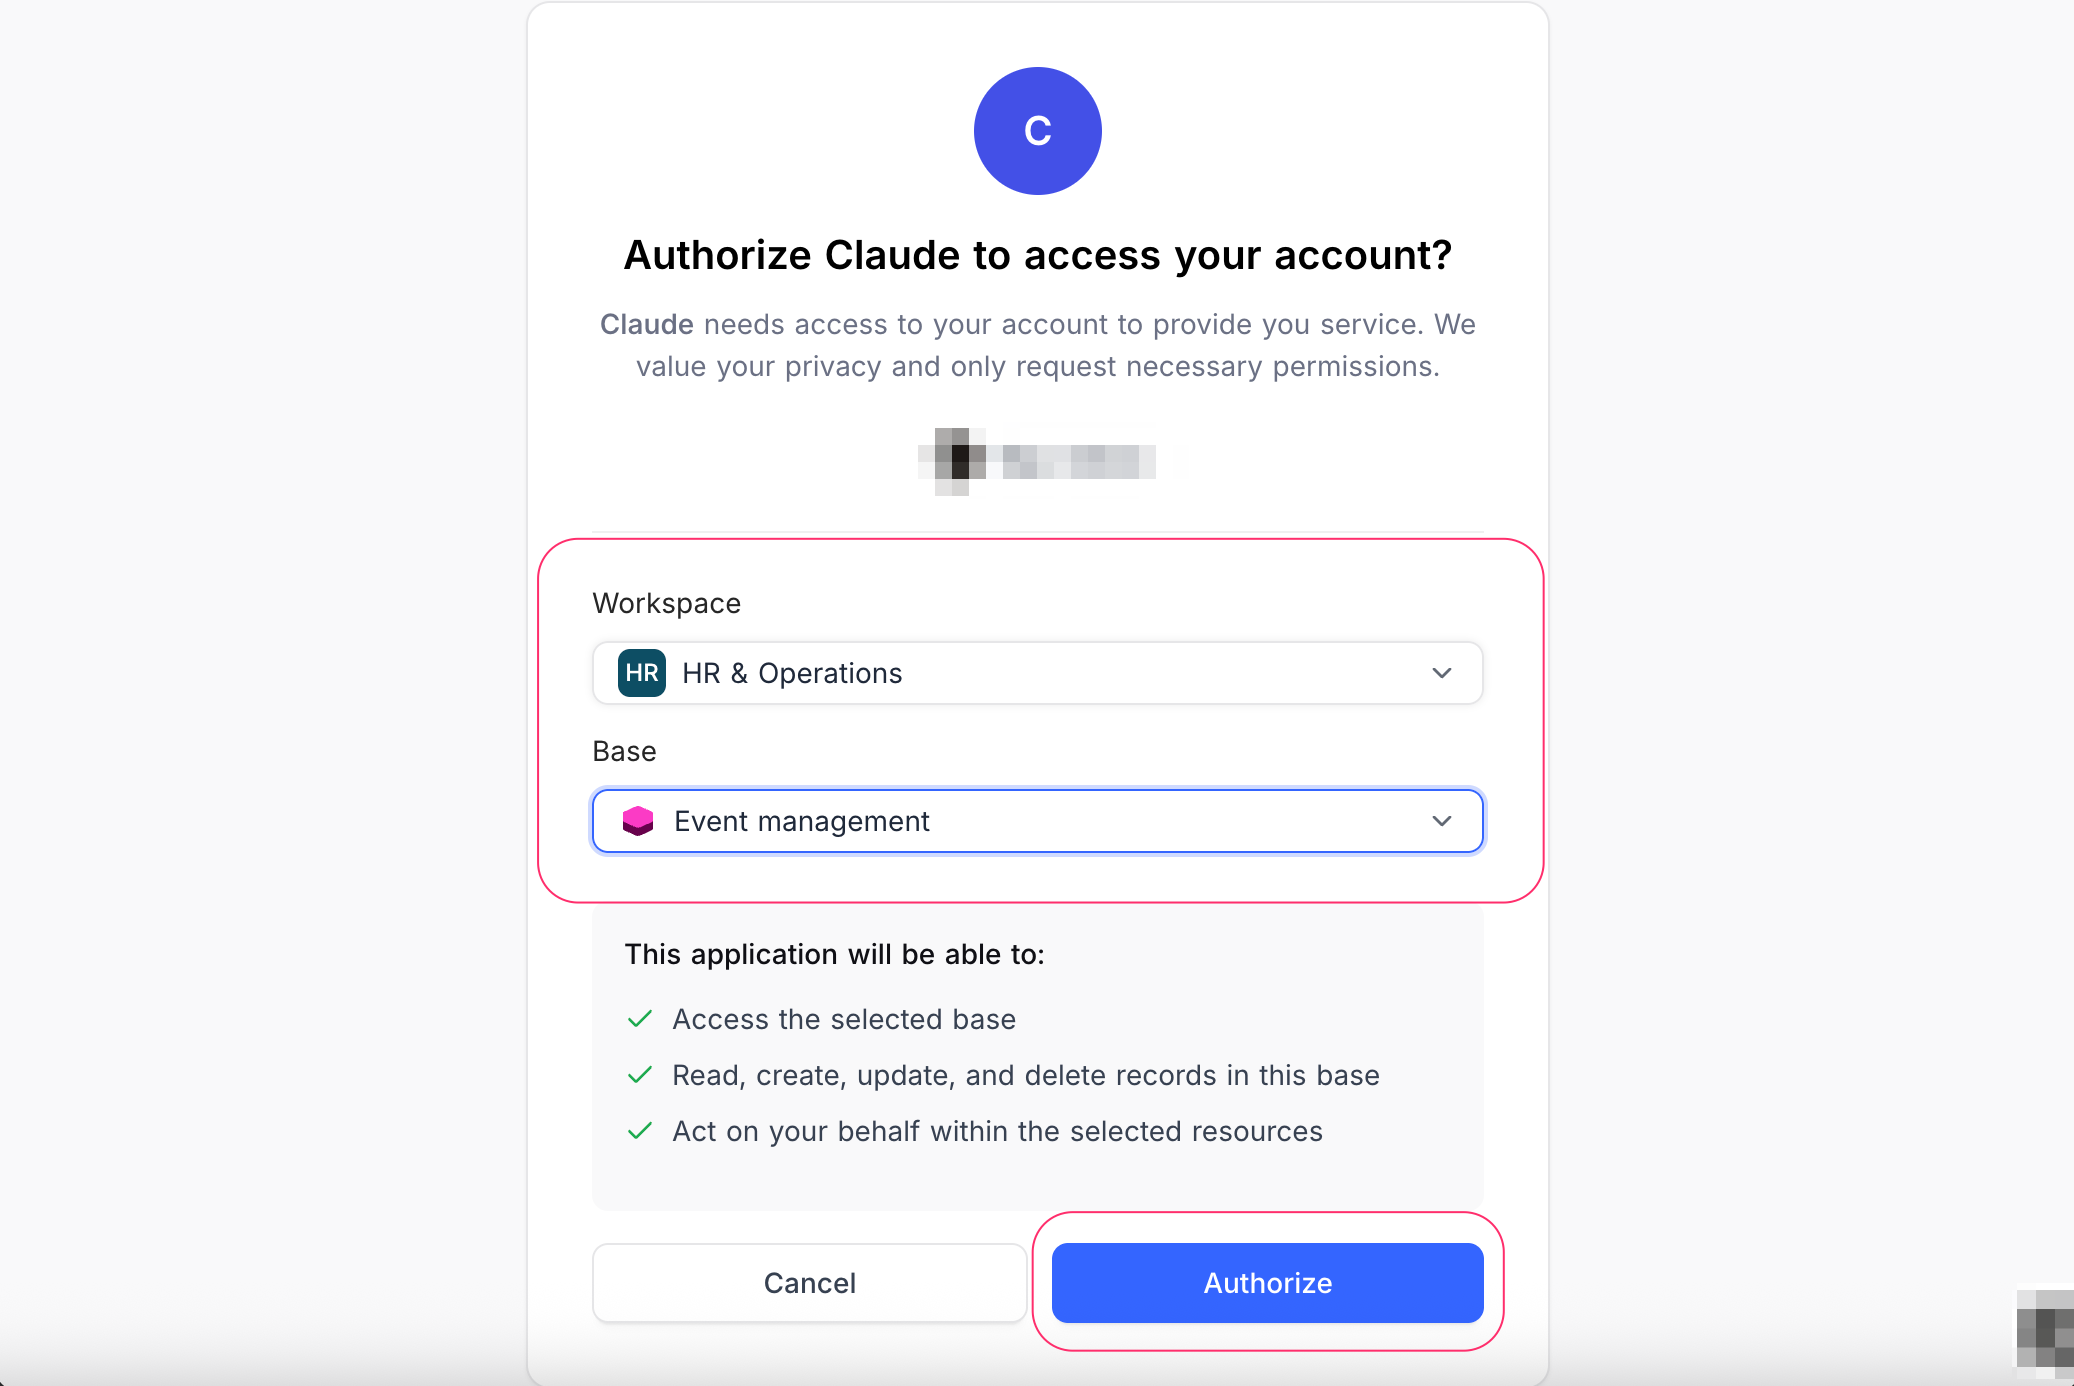 C
Authorize Claude to access your account?
Claude needs access to your account to provide you service. We
value your privacy and only request necessary permissions.
Workspace
HR HR & Operations
Base
Event management
This application will be able to:
Access the selected base
Read, create, update, and delete records in this base
Act on your behalf within the selected resources
Cancel
Authorize